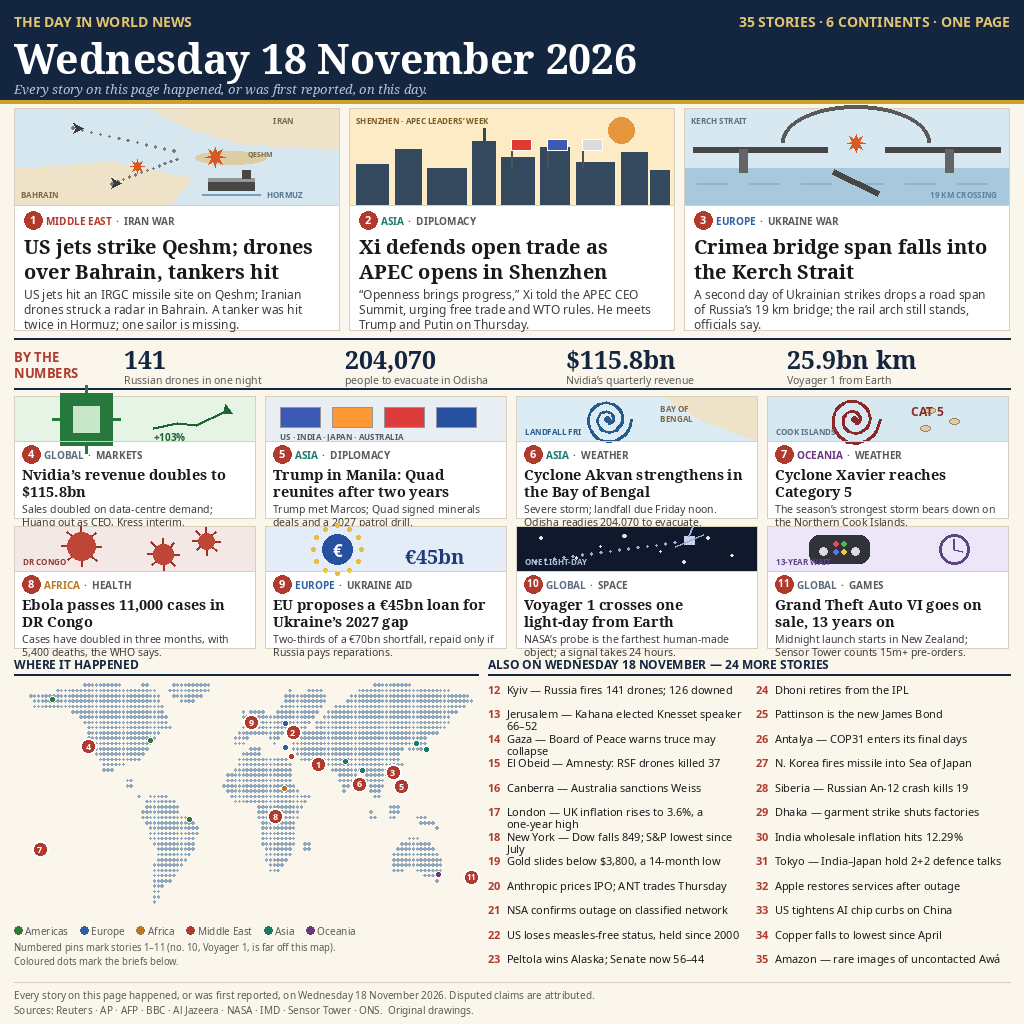 THE DAY IN WORLD NEWS
35 STORIES · 6 CONTINENTS · ONE PAGE
Wednesday 18 November 2026
Every story on this page happened, or was first reported, on this day.
IRAN
QESHM
BAHRAIN
HORMUZ
1 MIDDLE EAST · IRAN WAR
US jets strike Qeshm; drones
over Bahrain, tankers hit
US jets hit an IRGC missile site on Qeshm; Iranian
drones struck a radar in Bahrain. A tanker was hit
twice in Hormuz; one sailor is missing.
SHENZHEN · APEC LEADERS' WEEK
2 ASIA · DIPLOMACY
Xi defends open trade as
APEC opens in Shenzhen
“Openness brings progress,” Xi told the APEC CEO
Summit, urging free trade and WTO rules. He meets
Trump and Putin on Thursday.
KERCH STRAIT
19 KM CROSSING
3 EUROPE · UKRAINE WAR
Crimea bridge span falls into
the Kerch Strait
A second day of Ukrainian strikes drops a road span
of Russia’s 19 km bridge; the rail arch still stands,
officials say.
BY THE
NUMBERS
141
Russian drones in one night
204,070
people to evacuate in Odisha
$115.8bn
Nvidia’s quarterly revenue
25.9bn km
Voyager 1 from Earth
+103%
4 GLOBAL · MARKETS
Nvidia’s revenue doubles to
$115.8bn
Sales doubled on data-centre demand;
Huang out as CEO, Kress interim.
US · INDIA · JAPAN · AUSTRALIA
5 ASIA · DIPLOMACY
Trump in Manila: Quad
reunites after two years
Trump met Marcos; Quad signed minerals
deals and a 2027 patrol drill.
LANDFALL FRI
BAY OF
BENGAL
6 ASIA · WEATHER
Cyclone Akvan strengthens in
the Bay of Bengal
Severe storm; landfall due Friday noon.
Odisha readies 204,070 to evacuate.
COOK ISLANDS
CAT 5
7 OCEANIA · WEATHER
Cyclone Xavier reaches
Category 5
The season’s strongest storm bears down on
the Northern Cook Islands.
DR CONGO
8 AFRICA · HEALTH
Ebola passes 11,000 cases in
DR Congo
Cases have doubled in three months, with
5,400 deaths, the WHO says.
€
€45bn
9 EUROPE · UKRAINE AID
EU proposes a €45bn loan for
Ukraine’s 2027 gap
Two-thirds of a €70bn shortfall, repaid only if
Russia pays reparations.
ONE LIGHT-DAY
10 GLOBAL · SPACE
Voyager 1 crosses one
light-day from Earth
NASA’s probe is the farthest human-made
object; a signal takes 24 hours.
13-YEAR WAIT
11 GLOBAL · GAMES
Grand Theft Auto VI goes on
sale, 13 years on
Midnight launch starts in New Zealand;
Sensor Tower counts 15m+ pre-orders.
WHERE IT HAPPENED
9
2
4
1
3
6
5
8
7
11
Americas Europe Africa Middle East Asia Oceania
Numbered pins mark stories 1–11 (no. 10, Voyager 1, is far off this map).
Coloured dots mark the briefs below.
ALSO ON WEDNESDAY 18 NOVEMBER — 24 MORE STORIES
12 Kyiv — Russia fires 141 drones; 126 downed
13 Jerusalem — Kahana elected Knesset speaker
66–52
14 Gaza — Board of Peace warns truce may
collapse
15 El Obeid — Amnesty: RSF drones killed 37
16 Canberra — Australia sanctions Weiss
17 London — UK inflation rises to 3.6%, a
one-year high
18 New York — Dow falls 849; S&P lowest since
July
19 Gold slides below $3,800, a 14-month low
20 Anthropic prices IPO; ANT trades Thursday
21 NSA confirms outage on classified network
22 US loses measles-free status, held since 2000
23 Peltola wins Alaska; Senate now 56–44
24 Dhoni retires from the IPL
25 Pattinson is the new James Bond
26 Antalya — COP31 enters its final days
27 N. Korea fires missile into Sea of Japan
28 Siberia — Russian An-12 crash kills 19
29 Dhaka — garment strike shuts factories
30 India wholesale inflation hits 12.29%
31 Tokyo — India–Japan hold 2+2 defence talks
32 Apple restores services after outage
33 US tightens AI chip curbs on China
34 Copper falls to lowest since April
35 Amazon — rare images of uncontacted Awá
Every story on this page happened, or was first reported, on Wednesday 18 November 2026. Disputed claims are attributed.
Sources: Reuters · AP · AFP · BBC · Al Jazeera · NASA · IMD · Sensor Tower · ONS. Original drawings.